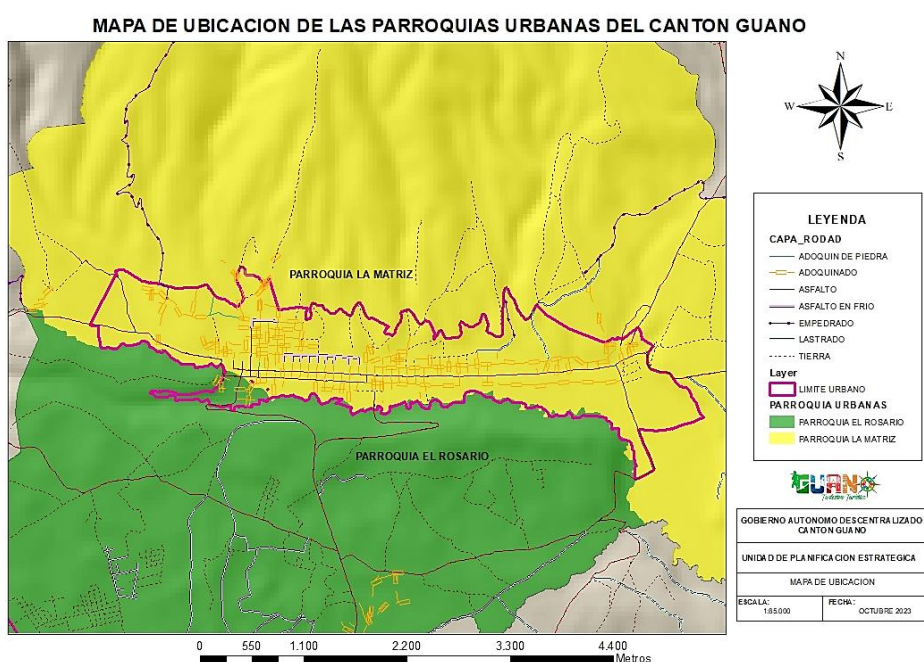 MAPA DE UBICACION DE LAS PARROQUIAS URBANAS DEL CANTON GUANO
PARROQUIA LA MATRIZ
PARROQUIA EL ROSARIO
N
W
E
S
LEYENDA
CAPA_RODAD
ADOQUIN DE PIEDRA
ADOQUINADO
ASFALTO
ASFALTO EN FRIO
EMPEDRADO
LASTRADO
TIERRA
Layer
LIMITE URBANO
PARROQUIA URBANAS
PARROQUIA EL ROSARIO
PARROQUIA LA MATRIZ
GUANO
GOBIERNO AUTONOMO DESCENTRALIZADO
CANTON GUANO
UNIDAD DE PLANIFICACION ESTRATEGICA
MAPA DE UBICACION
ESCALA:
FECHA:
OCTUBRE 2023
0 550 1.100 2.200 3.300 4.400
Metros